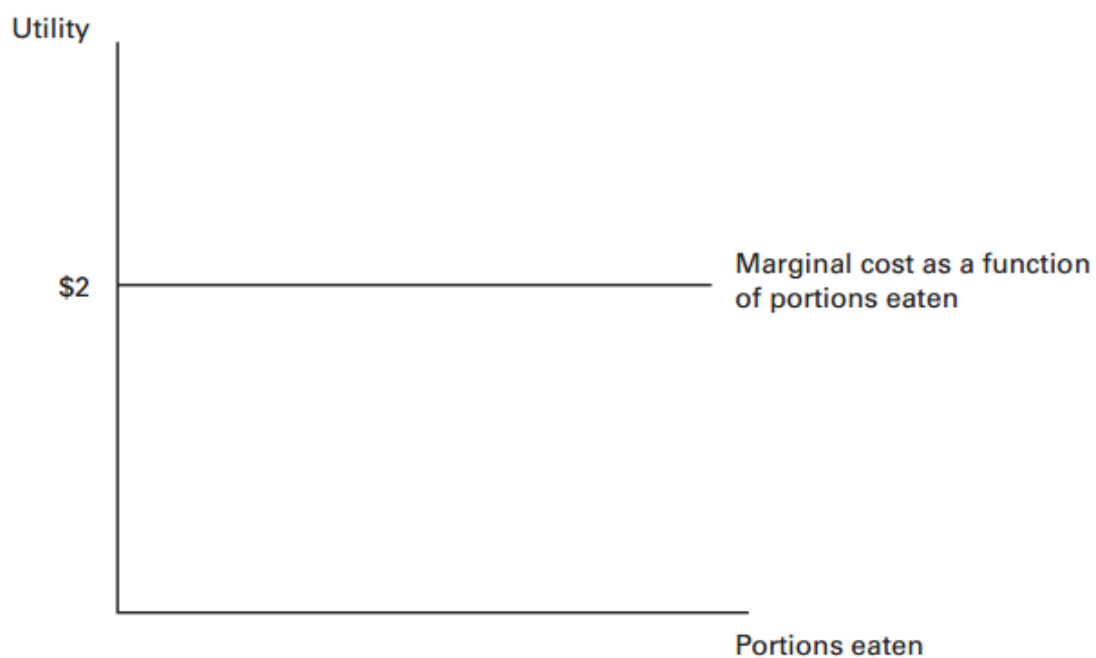 Utility
$2
Marginal cost as a function
of portions eaten
Portions eaten